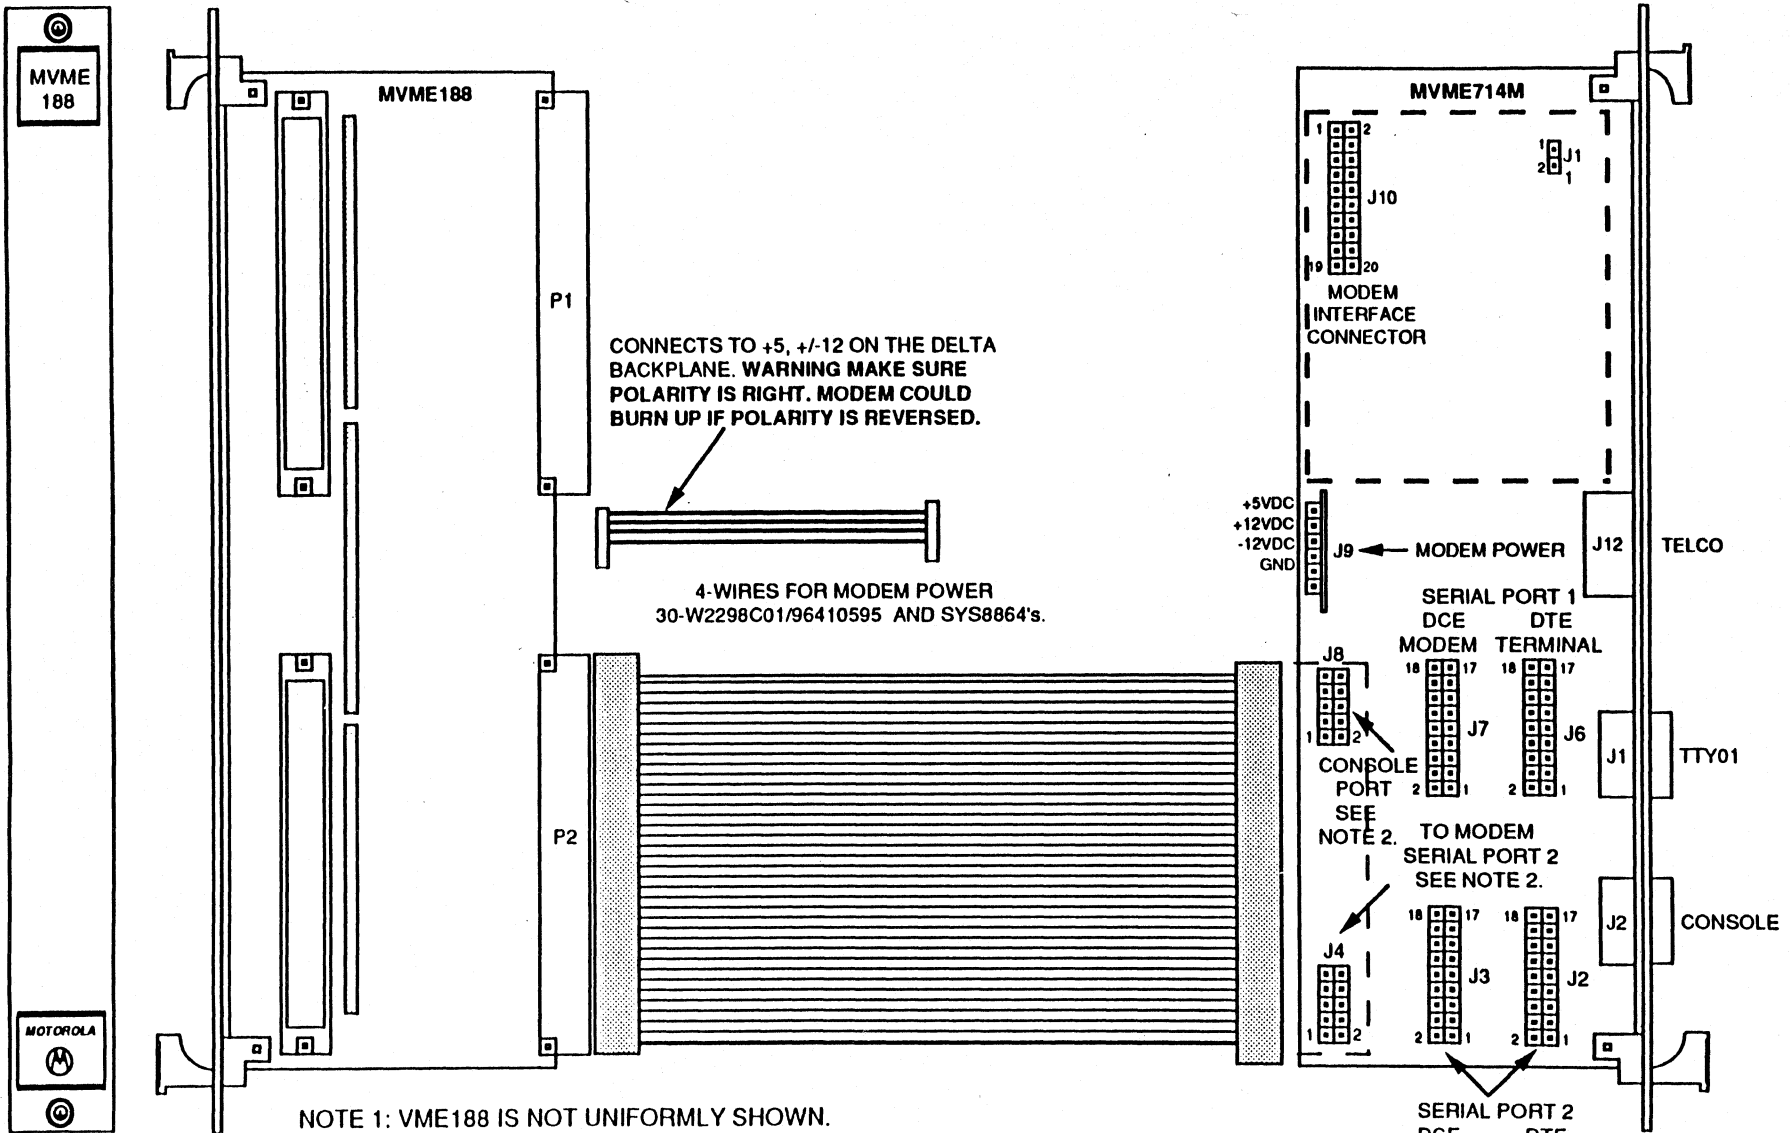 MVME
188
MVME188
P1
CONNECTS TO +5, +/-12 ON THE DELTA
BACKPLANE. WARNING MAKE SURE
POLARITY IS RIGHT. MODEM COULD
BURN UP IF POLARITY IS REVERSED.
4-WIRES FOR MODEM POWER
30-W2298C01/96410595 AND SYS8864's.
P2
MOTOROLA
NOTE 1: VME188 IS NOT UNIFORMLY SHOWN.
MVME714M
1 2
J10
19 20
MODEM
INTERFACE
CONNECTOR
1
J1
2
1
+5VDC
+12VDC
-12VDC
GND
J9
MODEM POWER
J12
TELCO
SERIAL PORT 1
DCE DTE
MODEM TERMINAL
J8
1 2
18 17
J7
2 1
18 17
J6
2 1
J1
TTY01
CONSOLE
PORT
SEE
NOTE 2.
TO MODEM
SERIAL PORT 2
SEE NOTE 2.
J4
1 2
18 17
J3
2 1
18 17
J2
2 1
J2
CONSOLE
SERIAL PORT 2
DCE DTE